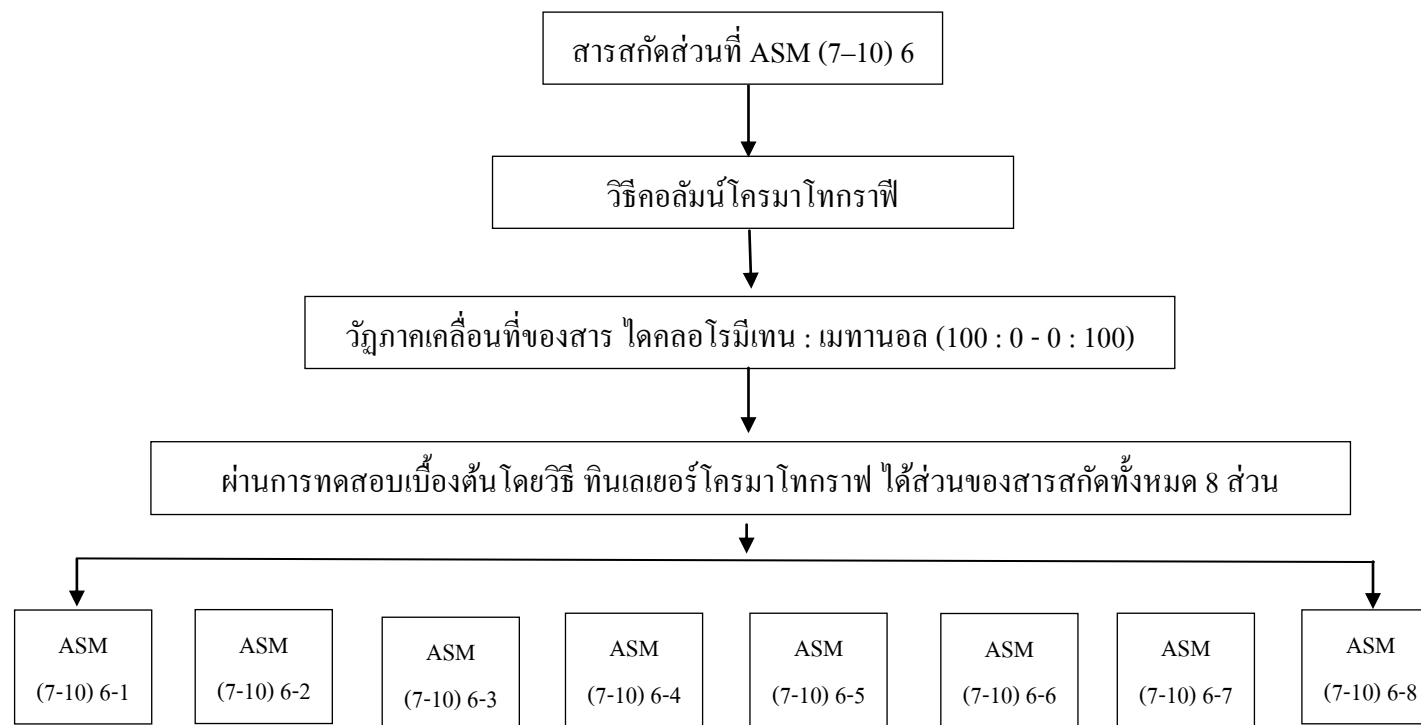 สารสกัดส่วนที่ ASM (7–10) 6
วิธีคอลัมน์โครมาโทกราฟี
วัฏภาคเคลื่อนที่ของสาร ไดคลอโรมีเทน : เมทานอล (100 : 0 - 0 : 100)
ผ่านการทดสอบเบื้องต้นโดยวิธี ทินเลเยอร์โครมาโทกราฟ ได้ส่วนของสารสกัดทั้งหมด 8 ส่วน
ASM
(7-10) 6-1
ASM
(7-10) 6-2
ASM
(7-10) 6-3
ASM
(7-10) 6-4
ASM
(7-10) 6-5
ASM
(7-10) 6-6
ASM
(7-10) 6-7
ASM
(7-10) 6-8